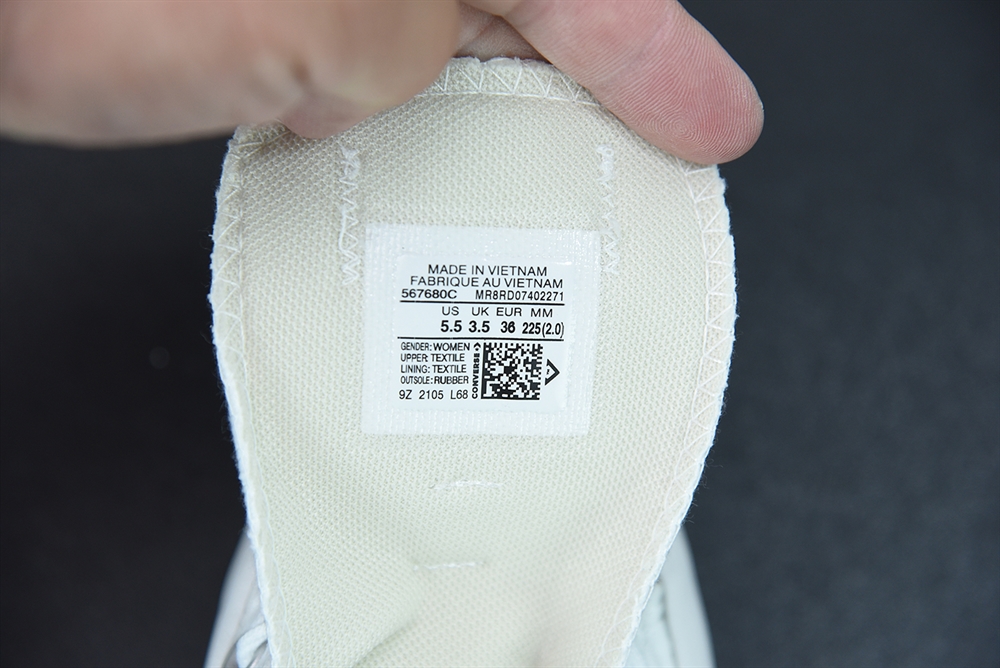 MADE IN VIETNAM
FABRIQUE AU VIETNAM
567680C MR8RD07402271
US UK EUR MM
5.5 3.5 36 225(2.0)
GENDER: WOMEN
UPPER: TEXTILE
LINING: TEXTILE
OUTSOLE: RUBBER
9Z 2105 L68
CONVERSE